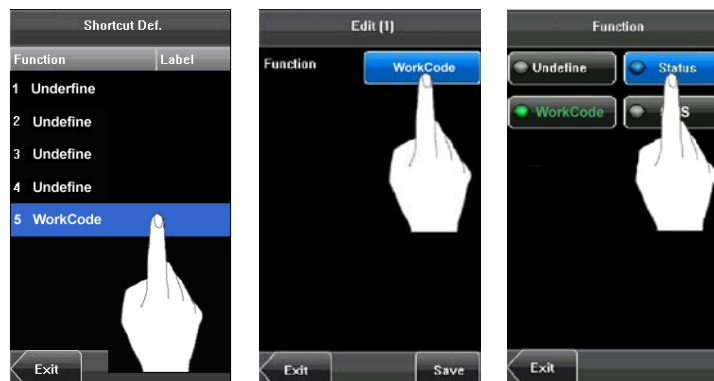 Shortcut Def.
Function Label
1 Underfine
2 Undefine
3 Undefine
4 Undefine
5 WorkCode
Exit
Edit (1)
Function WorkCode
Exit Save
Function
Undefine Status
WorkCode
Exit